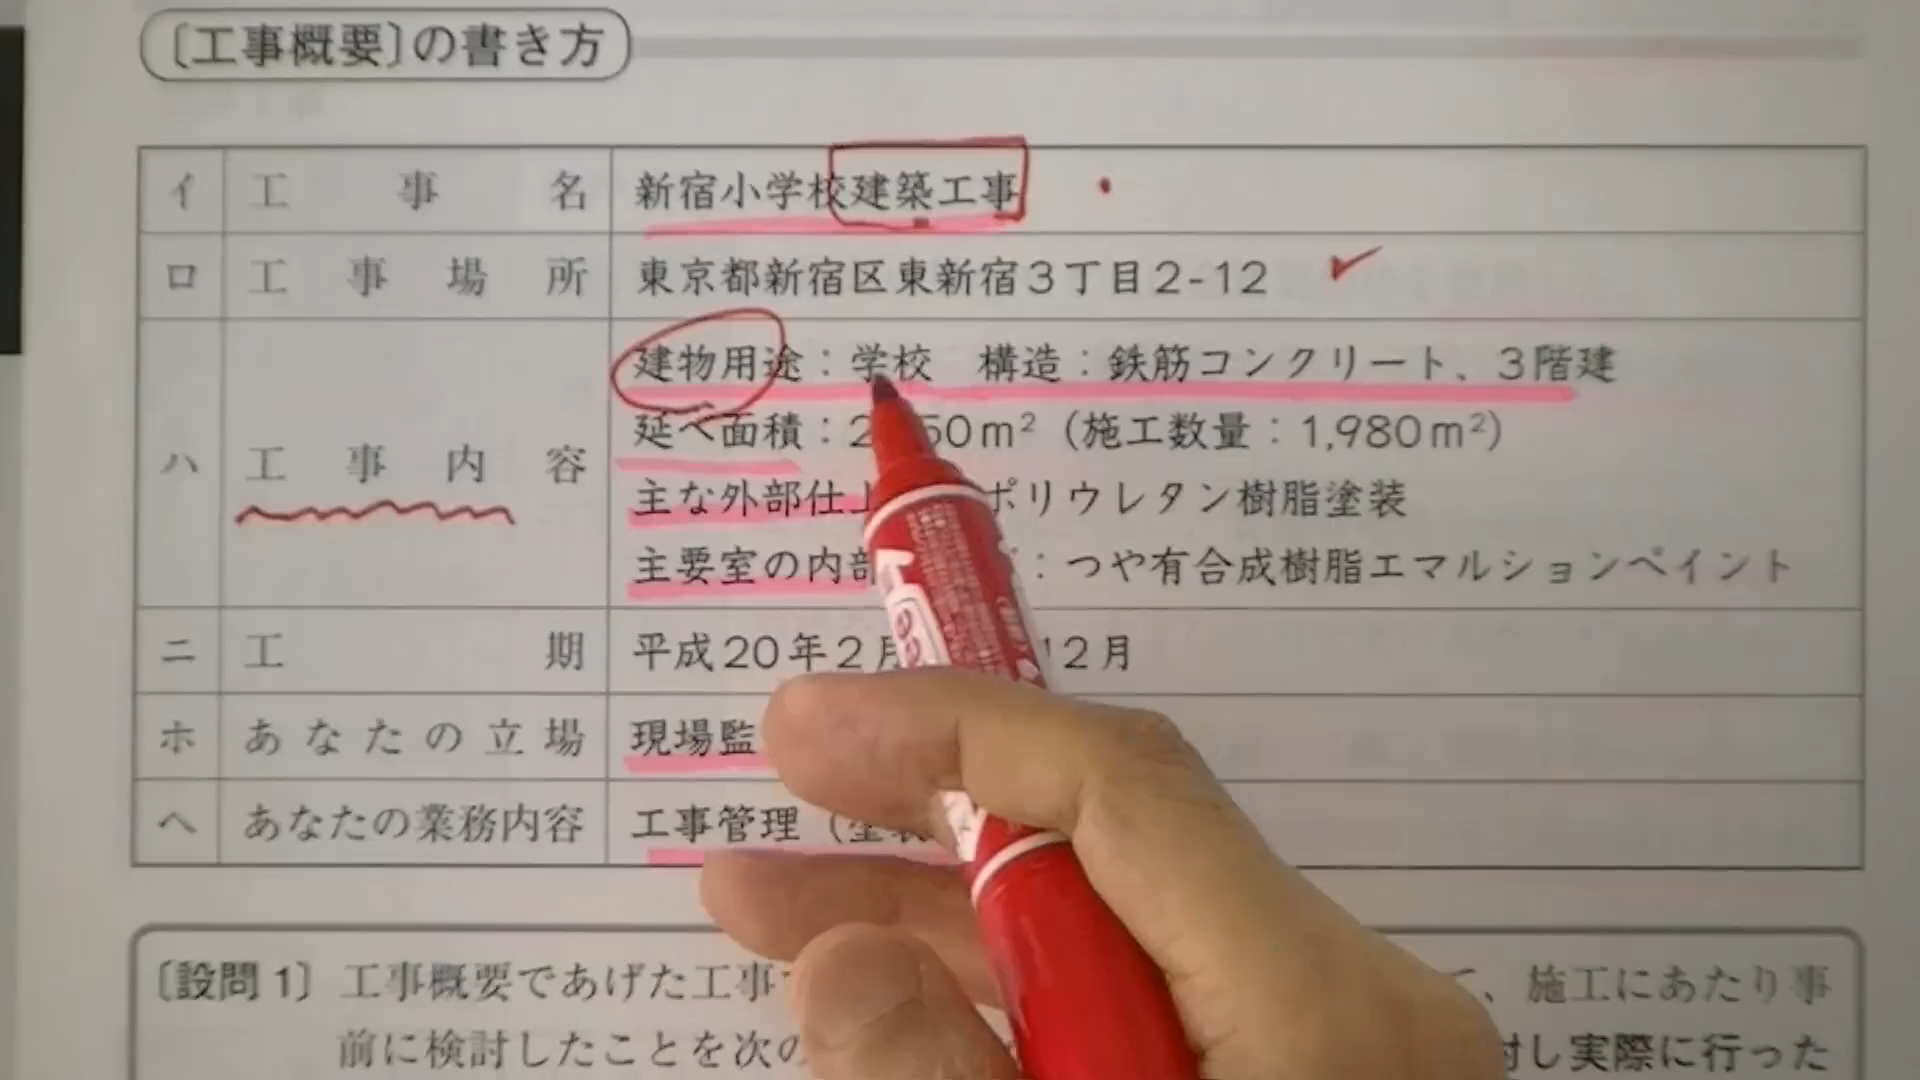 〔工事概要〕の書き方
イ 工事名 新宿小学校建築工事
ロ 工事場所 東京都新宿区東新宿3丁目2-12
ハ 工事内容 建物用途：学校　構造：鉄筋コンクリート、3階建
延べ面積：2 50m²（施工数量：1,980m²）
主な外部仕上 ポリウレタン樹脂塗装
主要室の内部 ：つや有合成樹脂エマルションペイント
ニ 工期 平成20年2月 12月
ホ あなたの立場 現場監
ヘ あなたの業務内容 工事管理（塗装
〔設問1〕工事概要であげた工事 、施工にあたり事
前に検討したことを次の 対し実際に行った